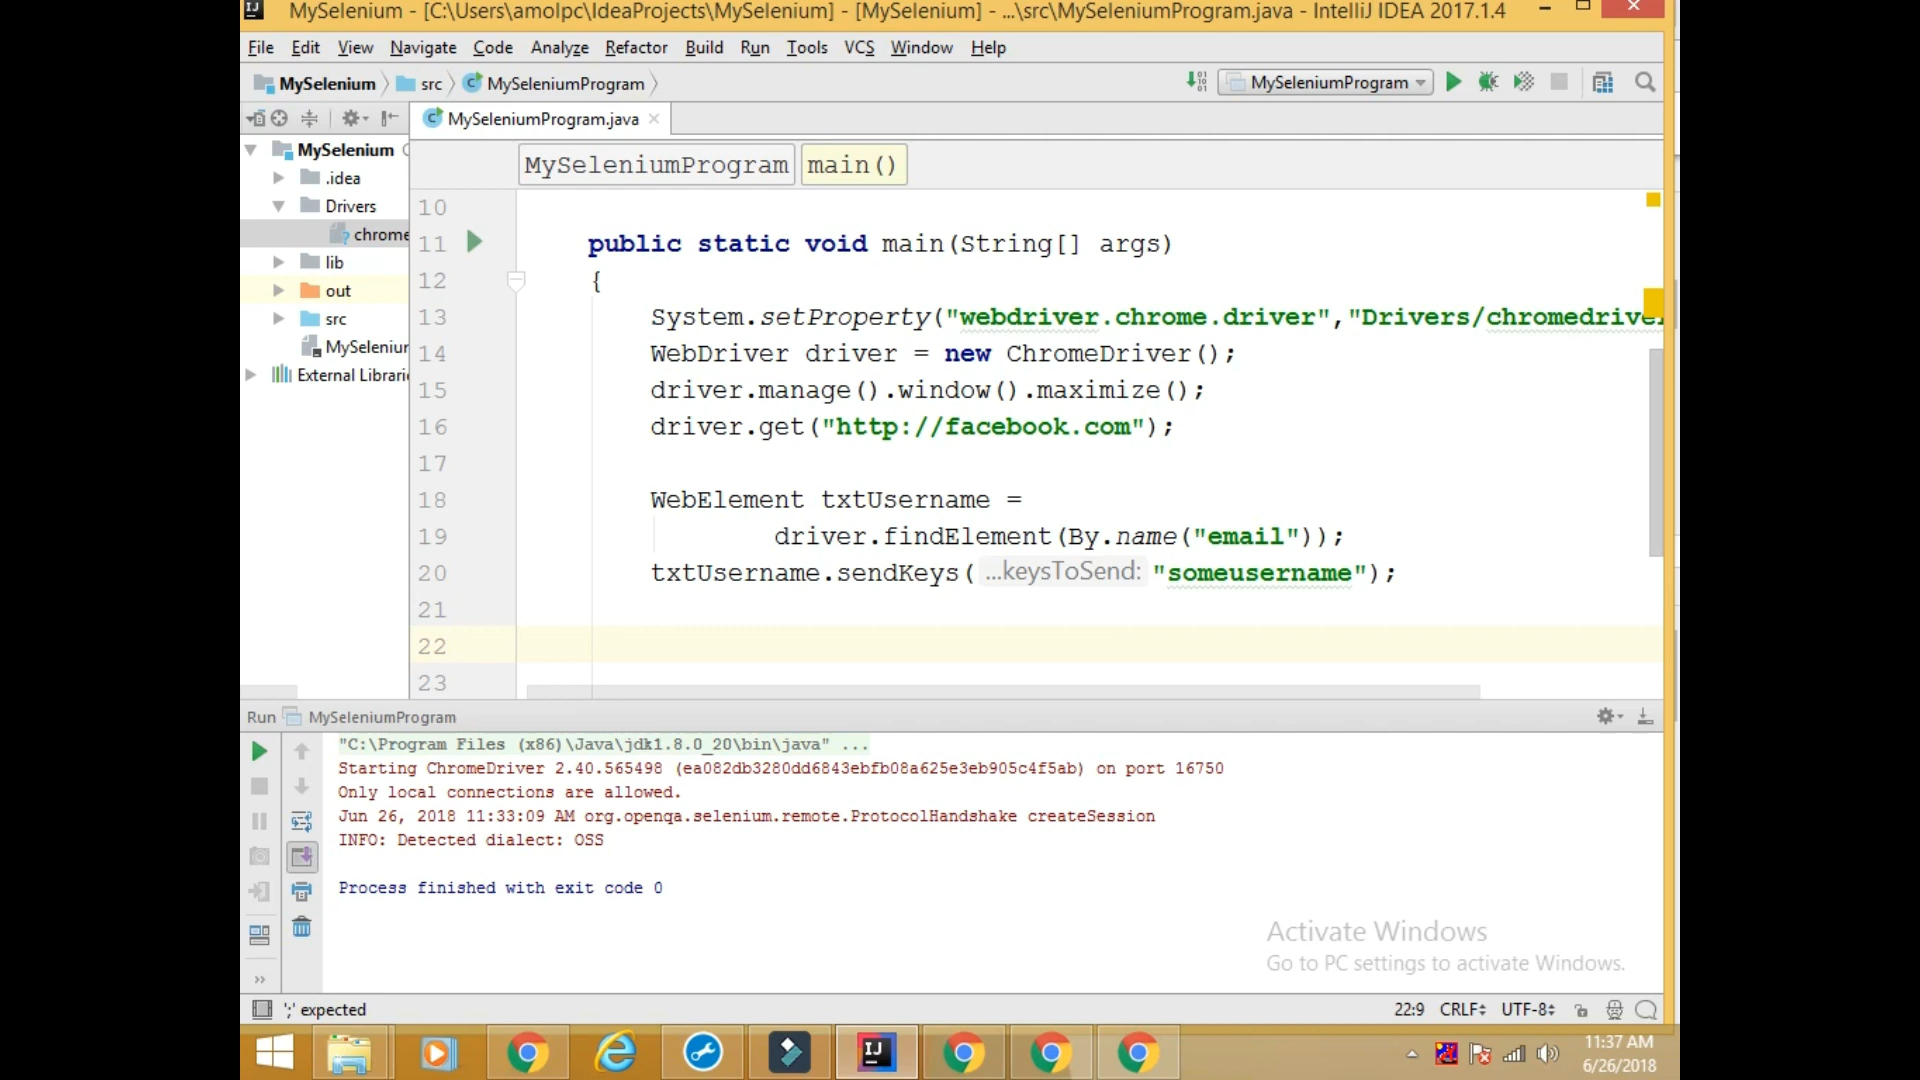 MySelenium - [C:\Users\amolpc\IdeaProjects\MySelenium] - [MySelenium] - ...\src\MySeleniumProgram.java - IntelliJ IDEA 2017.1.4
File Edit View Navigate Code Analyze Refactor Build Run Tools VCS Window Help
MySelenium src MySeleniumProgram MySeleniumProgram
MySeleniumProgram.java
MySelenium
.idea
Drivers
chrome
lib
out
src
MySeleniun
External Librari
MySeleniumProgram main()
10
11 public static void main(String[] args)
12 {
13 System.setProperty("webdriver.chrome.driver","Drivers/chromedriver
14 WebDriver driver = new ChromeDriver();
15 driver.manage().window().maximize();
16 driver.get("http://facebook.com");
17
18 WebElement txtUsername =
19 driver.findElement(By.name("email"));
20 txtUsername.sendKeys( ...keysToSend: "someusername");
21
22
23
Run MySeleniumProgram
"C:\Program Files (x86)\Java\jdk1.8.0_20\bin\java" ...
Starting ChromeDriver 2.40.565498 (ea082db3280dd6843ebfb08a625e3eb905c4f5ab) on port 16750
Only local connections are allowed.
Jun 26, 2018 11:33:09 AM org.openqa.selenium.remote.ProtocolHandshake createSession
INFO: Detected dialect: OSS
Process finished with exit code 0
Activate Windows
Go to PC settings to activate Windows.
';' expected 22:9 CRLF UTF-8
11:37 AM
6/26/2018